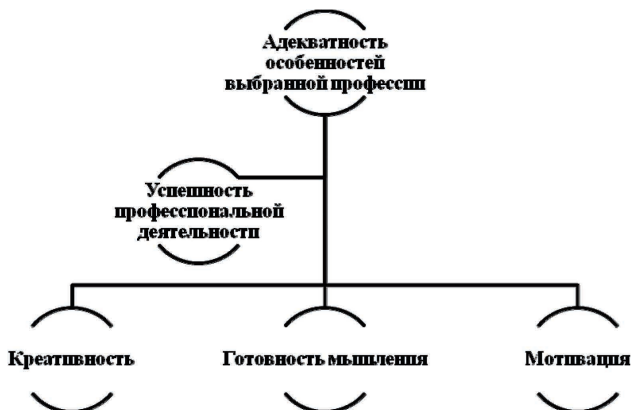 Адекватность
особенностей
выбранной профессии
Успешность
профессиональной
деятельности
Креативность
Готовность мышления
Мотивация